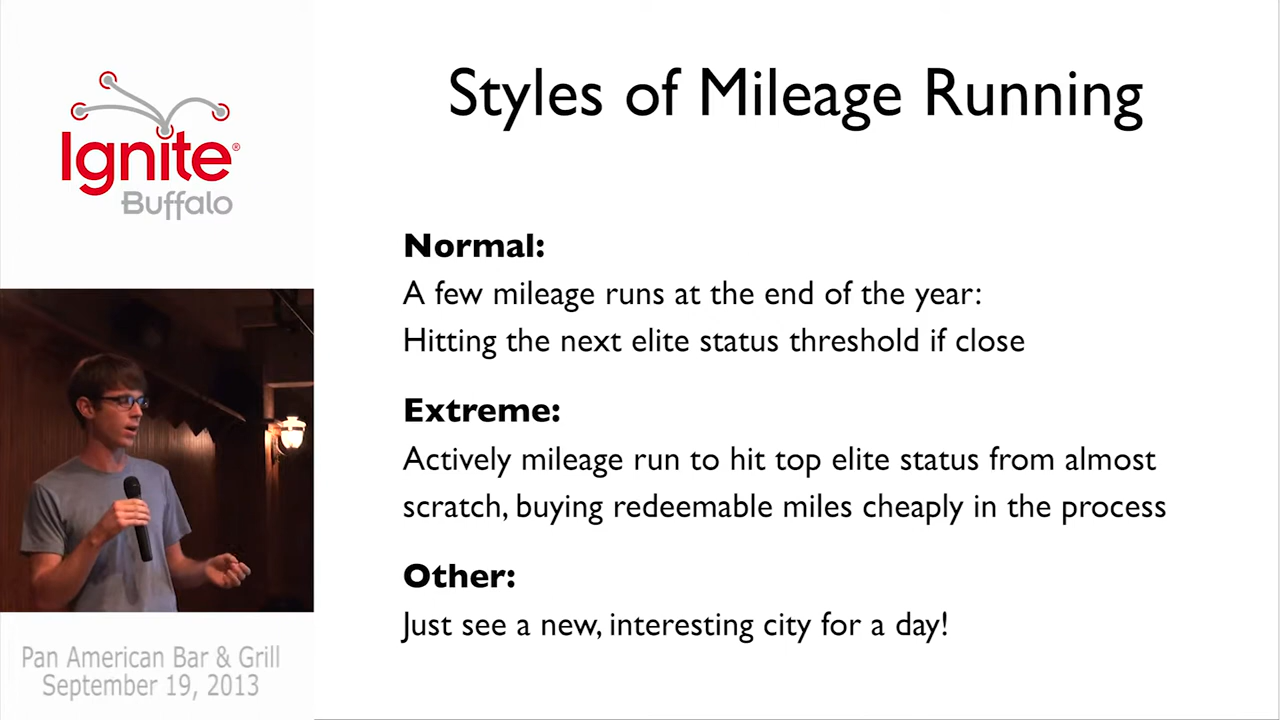 Ignite®
Buffalo
Pan American Bar & Grill
September 19, 2013
Styles of Mileage Running
Normal:
A few mileage runs at the end of the year:
Hitting the next elite status threshold if close
Extreme:
Actively mileage run to hit top elite status from almost
scratch, buying redeemable miles cheaply in the process
Other:
Just see a new, interesting city for a day!